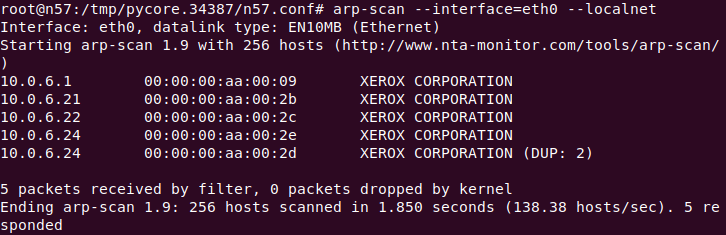 root@n57:/tmp/pycore.34387/n57.conf# arp-scan --interface=eth0 --localnet
Interface: eth0, datalink type: EN10MB (Ethernet)
Starting arp-scan 1.9 with 256 hosts (http://www.nta-monitor.com/tools/arp-scan/
)
10.0.6.1 00:00:00:aa:00:09 XEROX CORPORATION
10.0.6.21 00:00:00:aa:00:2b XEROX CORPORATION
10.0.6.22 00:00:00:aa:00:2c XEROX CORPORATION
10.0.6.24 00:00:00:aa:00:2e XEROX CORPORATION
10.0.6.24 00:00:00:aa:00:2d XEROX CORPORATION (DUP: 2)
5 packets received by filter, 0 packets dropped by kernel
Ending arp-scan 1.9: 256 hosts scanned in 1.850 seconds (138.38 hosts/sec). 5 re
sponded